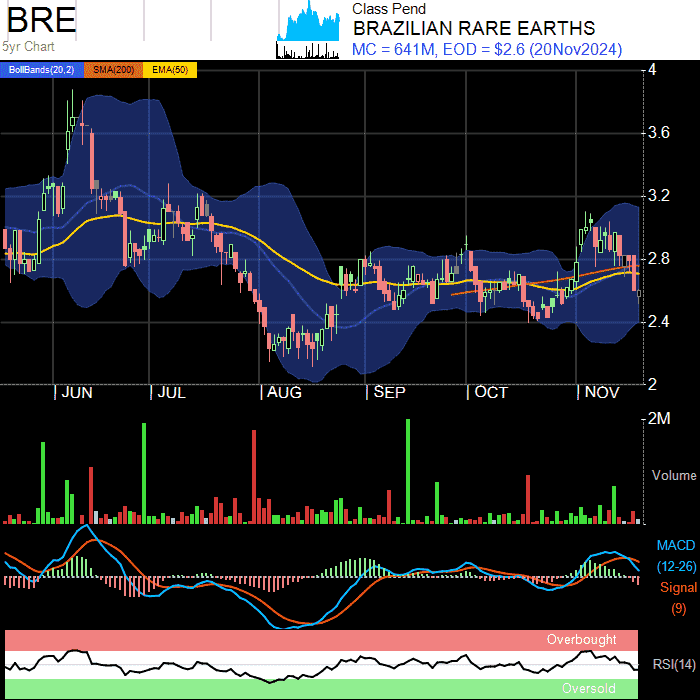 BRE
5yr Chart
Class Pend
BRAZILIAN RARE EARTHS
MC = 641M, EOD = $2.6 (20Nov2024)
BollBands(20,2) SMA(200) EMA(50)
4
3.6
3.2
2.8
2.4
2
JUN JUL AUG SEP OCT NOV
2M
Volume
MACD
(12-26)
Signal
(9)
Overbought
RSI(14)
Oversold